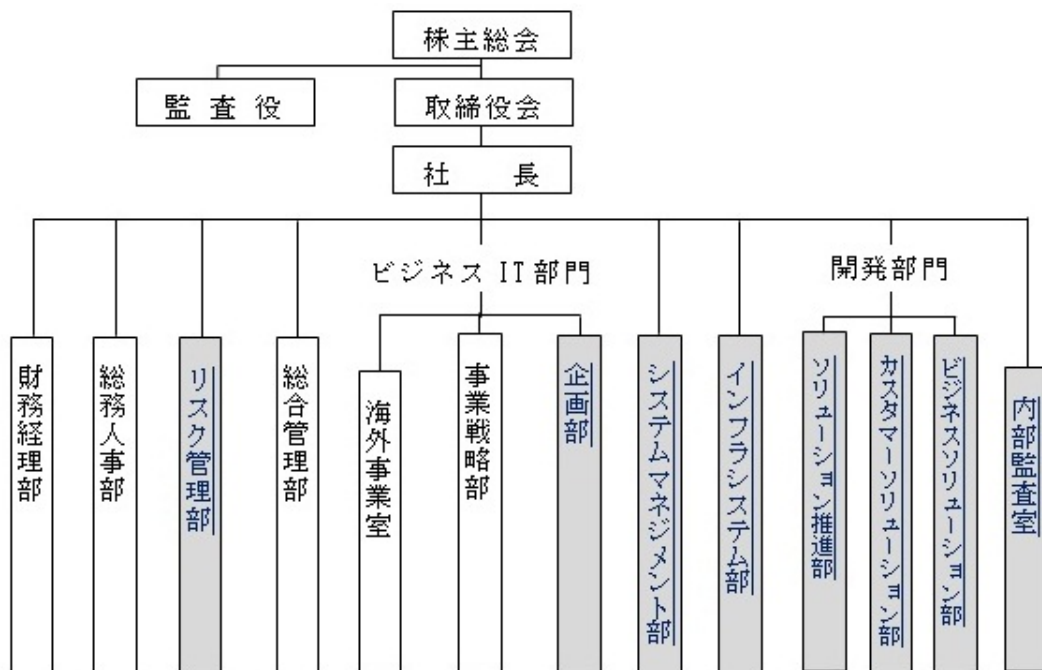 株主総会
監査役
取締役会
社長
ビジネス IT 部門
開発部門
財務経理部
総務人事部
リスク管理部
総合管理部
海外事業室
事業戦略部
企画部
システムマネジメント部
インフラシステム部
ソリューション推進部
カスタマーソリューション部
ビジネスソリューション部
内部監査室